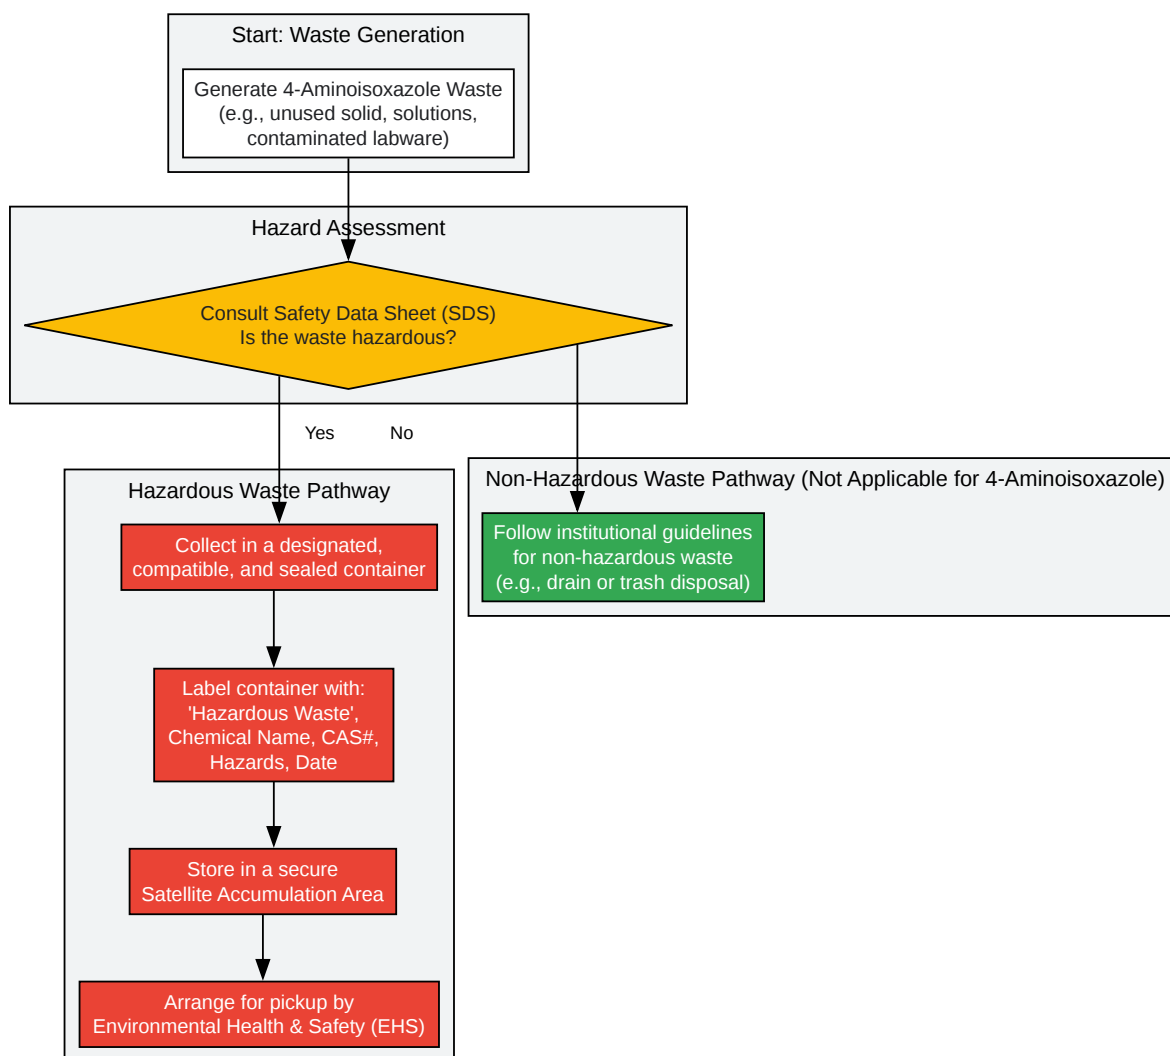 Start: Waste Generation
Generate 4-Aminoisoxazole Waste
(e.g., unused solid, solutions,
contaminated labware)
Hazard Assessment
Consult Safety Data Sheet (SDS)
Is the waste hazardous?
Yes
No
Hazardous Waste Pathway
Collect in a designated,
compatible, and sealed container
Label container with:
'Hazardous Waste',
Chemical Name, CAS#,
Hazards, Date
Store in a secure
Satellite Accumulation Area
Arrange for pickup by
Environmental Health & Safety (EHS)
Non-Hazardous Waste Pathway (Not Applicable for 4-Aminoisoxazole)
Follow institutional guidelines
for non-hazardous waste
(e.g., drain or trash disposal)